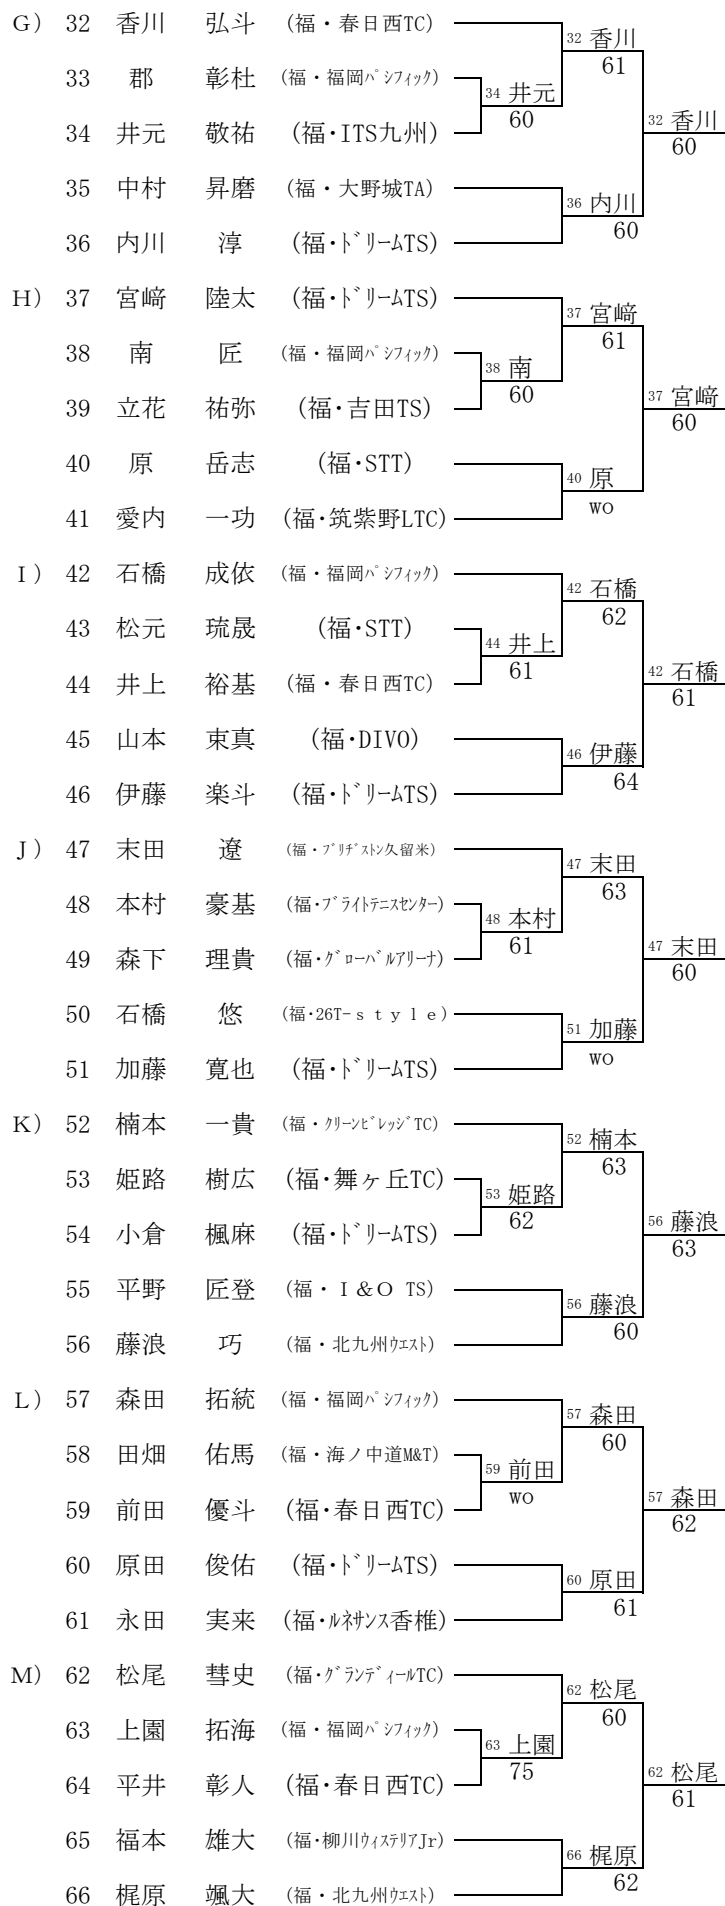 G) 32 香川 弘斗 (福・春日西TC)
32 香川
61
33 郡 彰杜 (福・福岡ﾊﾟｼﾌｨｯｸ)
34 井元
60
32 香川
60
34 井元 敬祐 (福・ITS九州)
35 中村 昇磨 (福・大野城TA)
36 内川
60
36 内川 淳 (福・ﾄﾞﾘｰﾑTS)
H) 37 宮﨑 陸太 (福・ﾄﾞﾘｰﾑTS)
37 宮﨑
61
38 南 匠 (福・福岡ﾊﾟｼﾌｨｯｸ)
38 南
60
37 宮﨑
60
39 立花 祐弥 (福・吉田TS)
40 原 岳志 (福・STT)
40 原
wo
41 愛内 一功 (福・筑紫野LTC)
I) 42 石橋 成依 (福・福岡ﾊﾟｼﾌｨｯｸ)
42 石橋
62
43 松元 琉晟 (福・STT)
44 井上
61
42 石橋
61
44 井上 裕基 (福・春日西TC)
45 山本 束真 (福・DIVO)
46 伊藤
64
46 伊藤 楽斗 (福・ﾄﾞﾘｰﾑTS)
J) 47 末田 遼 (福・ﾌﾞﾘﾁﾞｽﾄﾝ久留米)
47 末田
63
48 本村 豪基 (福・ﾌﾞﾗｲﾄﾃﾆｽｾﾝﾀｰ)
48 本村
61
47 末田
60
49 森下 理貴 (福・ｸﾞﾛｰﾊﾞﾙｱﾘｰﾅ)
50 石橋 悠 (福・26T-ｓｔｙｌｅ)
51 加藤
wo
51 加藤 寛也 (福・ﾄﾞﾘｰﾑTS)
K) 52 楠本 一貴 (福・ｸﾘｰﾝﾋﾞﾚｯｼﾞTC)
52 楠本
63
53 姫路 樹広 (福・舞ヶ丘TC)
53 姫路
62
56 藤浪
63
54 小倉 楓麻 (福・ﾄﾞﾘｰﾑTS)
55 平野 匠登 (福・Ｉ＆Ｏ TS)
56 藤浪
60
56 藤浪 巧 (福・北九州ｳｴｽﾄ)
L) 57 森田 拓統 (福・福岡ﾊﾟｼﾌｨｯｸ)
57 森田
60
58 田畑 佑馬 (福・海ノ中道M&T)
59 前田
wo
57 森田
62
59 前田 優斗 (福・春日西TC)
60 原田 俊佑 (福・ﾄﾞﾘｰﾑTS)
60 原田
61
61 永田 実来 (福・ﾙﾈｻﾝｽ香椎)
M) 62 松尾 彗史 (福・ｸﾞﾗﾝﾃﾞｨｰﾙTC)
62 松尾
60
63 上園 拓海 (福・福岡ﾊﾟｼﾌｨｯｸ)
63 上園
75
62 松尾
61
64 平井 彰人 (福・春日西TC)
65 福本 雄大 (福・柳川ｳｨｽﾃﾘｱJr)
66 梶原
62
66 梶原 颯大 (福・北九州ｳｴｽﾄ)